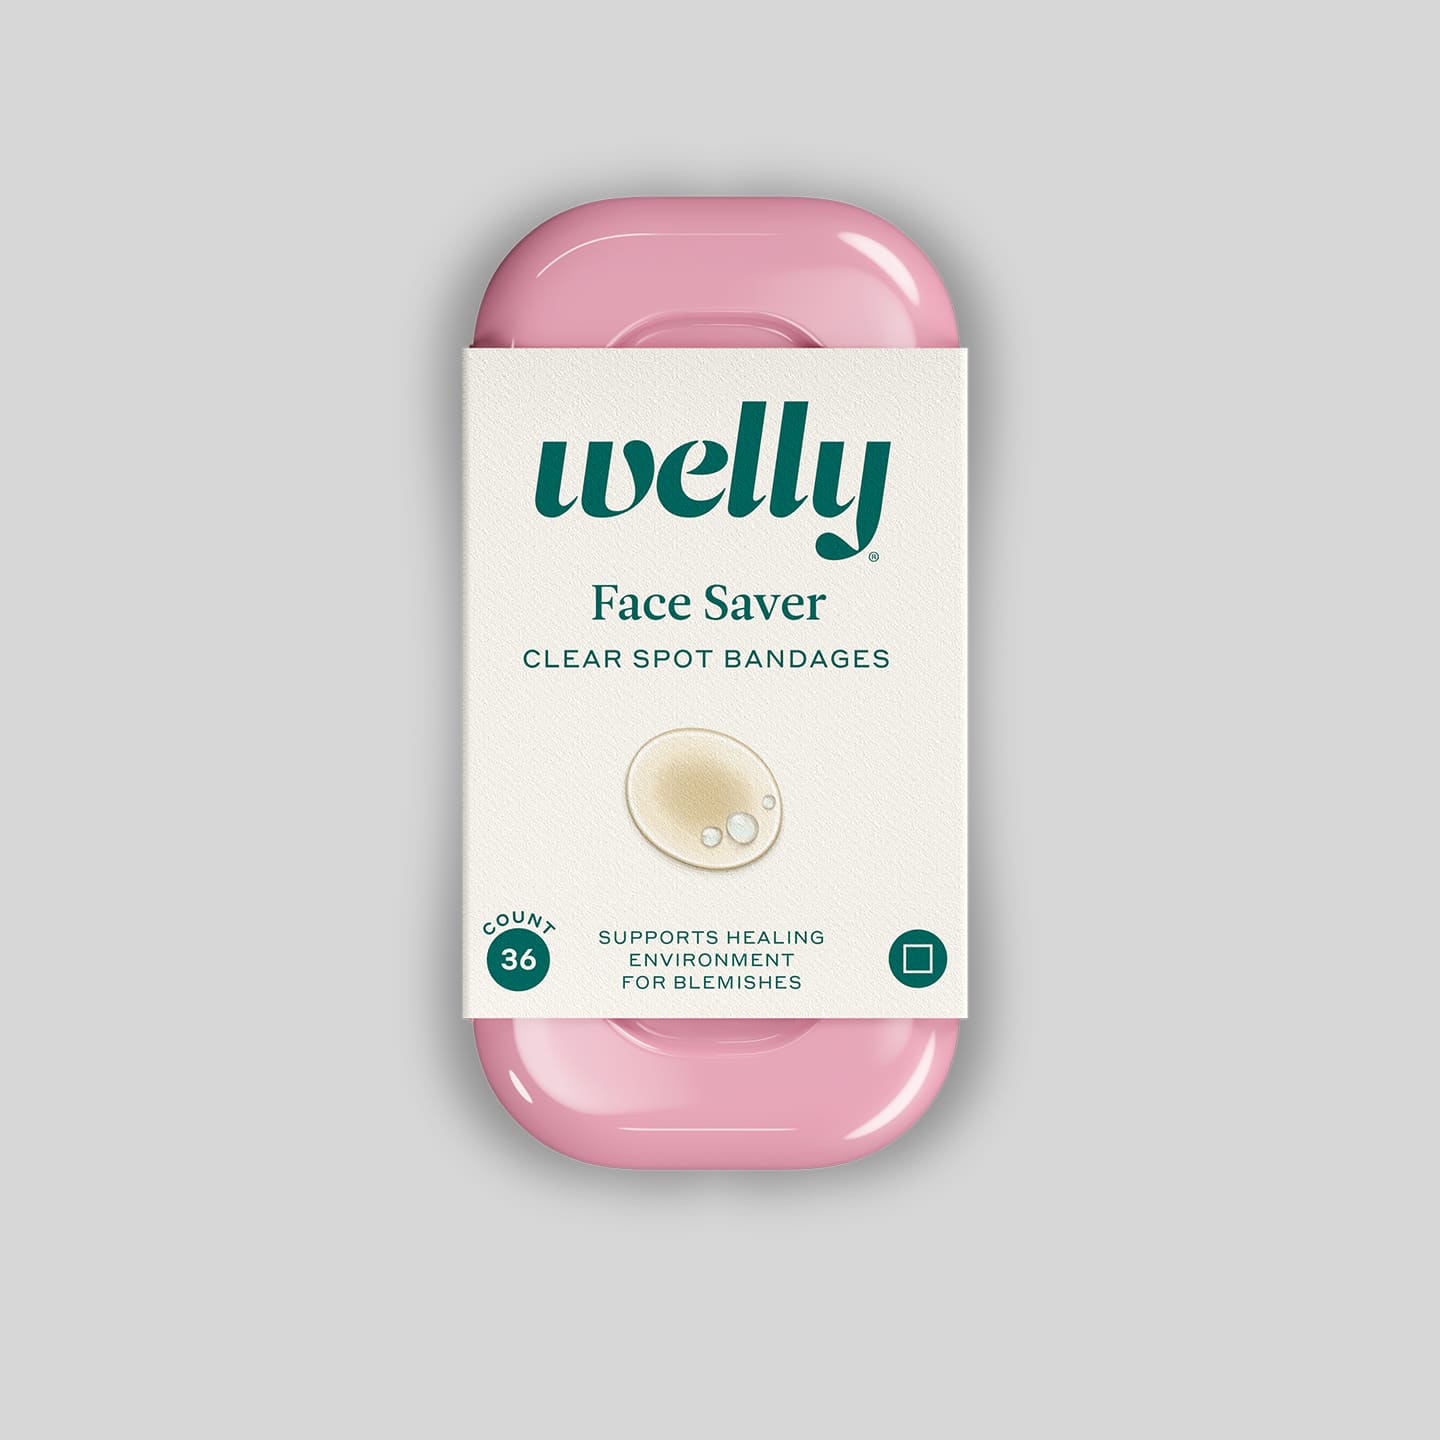 welly®
Face Saver
CLEAR SPOT BANDAGES
COUNT
36
SUPPORTS HEALING
ENVIRONMENT
FOR BLEMISHES